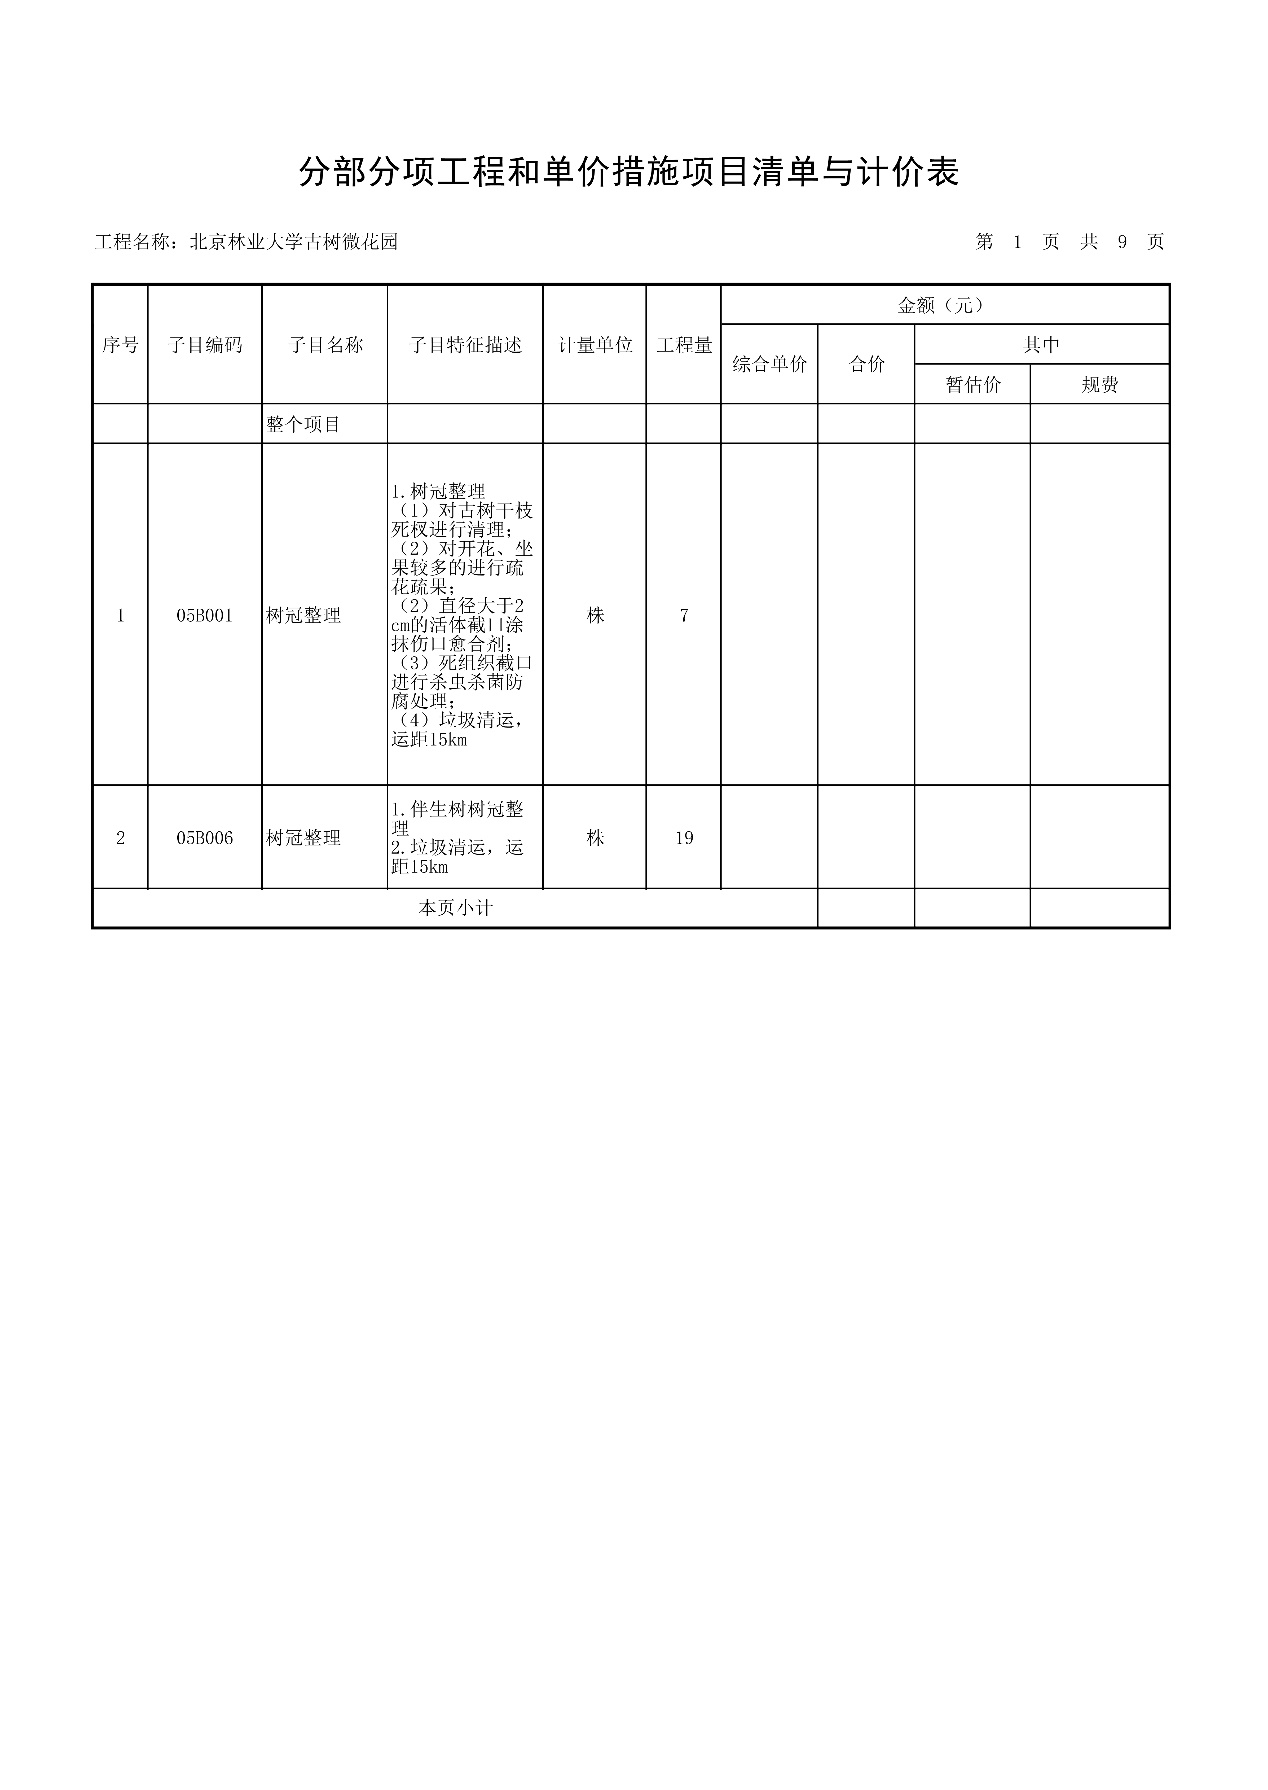 分部分项工程和单价措施项目清单与计价表
工程名称：北京林业大学古树微花园
第 1 页 共 9 页
金额（元）
序号 子目编码 子目名称 子目特征描述 计量单位 工程量
其中
综合单价 合价
暂估价 规费
整个项目
1.树冠整理
（1）对古树干枝
死杈进行清理；
（2）对开花、坐
果较多的进行疏
花疏果；
（2）直径大于2
1 05B001 树冠整理 株 7
cm的活体截口涂
抹伤口愈合剂；
（3）死组织截口
进行杀虫杀菌防
腐处理；
（4）垃圾清运，
运距15km
1.伴生树树冠整
理
2 05B006 树冠整理 株 19
2.垃圾清运，运
距15km
本页小计